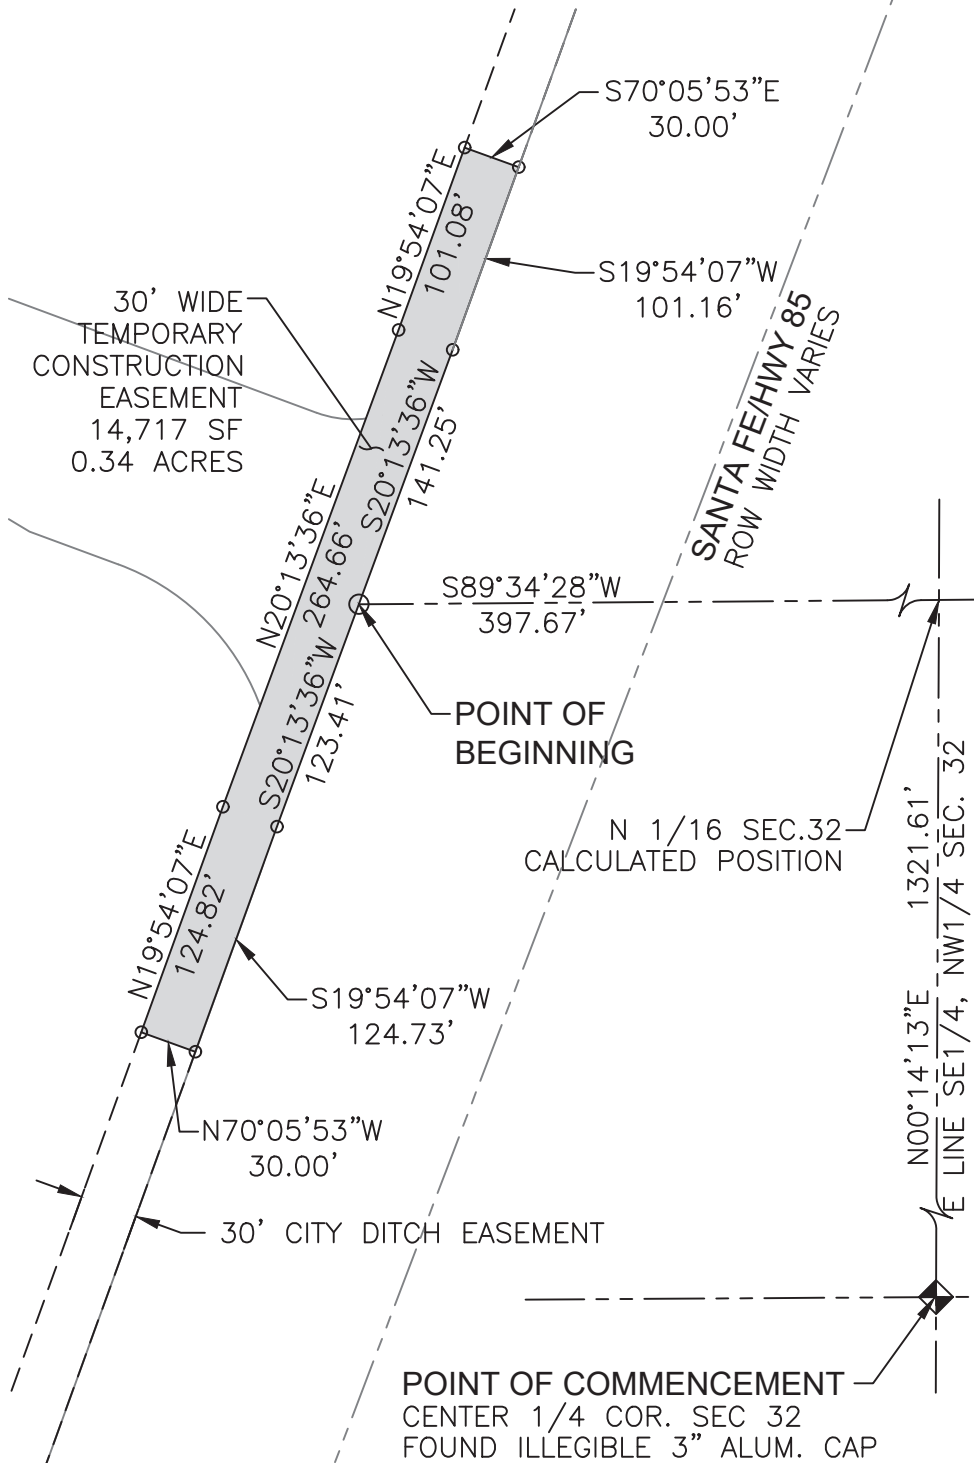 S70°05'53"E
30.00'
N19°54'07"E
101.08'
S19°54'07"W
101.16'
30' WIDE
TEMPORARY
CONSTRUCTION
EASEMENT
14,717 SF
0.34 ACRES
SANTA FE/HWY 85
ROW WIDTH VARIES
S20°13'36"W
141.25'
N20°13'36"E
264.66'
S89°34'28"W
397.67'
POINT OF
BEGINNING
S20°13'36"W
123.41'
N 1/16 SEC.32
CALCULATED POSITION
N00°14'13"E 1321.61'
E LINE SE1/4, NW1/4 SEC. 32
N19°54'07"E
124.82'
S19°54'07"W
124.73'
N70°05'53"W
30.00'
30' CITY DITCH EASEMENT
POINT OF COMMENCEMENT
CENTER 1/4 COR. SEC 32
FOUND ILLEGIBLE 3" ALUM. CAP